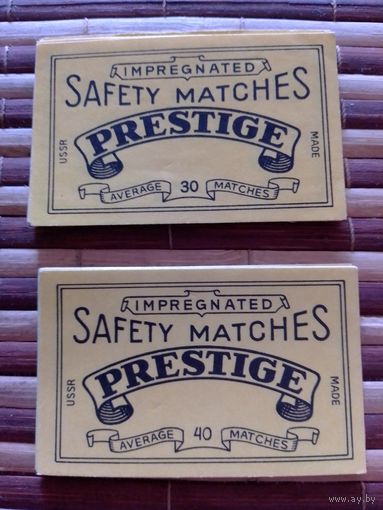 IMPREGNATED
SAFETY MATCHES
PRESTIGE
USSR
MADE
AVERAGE 30 MATCHES
IMPREGNATED
SAFETY MATCHES
PRESTIGE
USSR
MADE
AVERAGE 40 MATCHES
www.ay.by